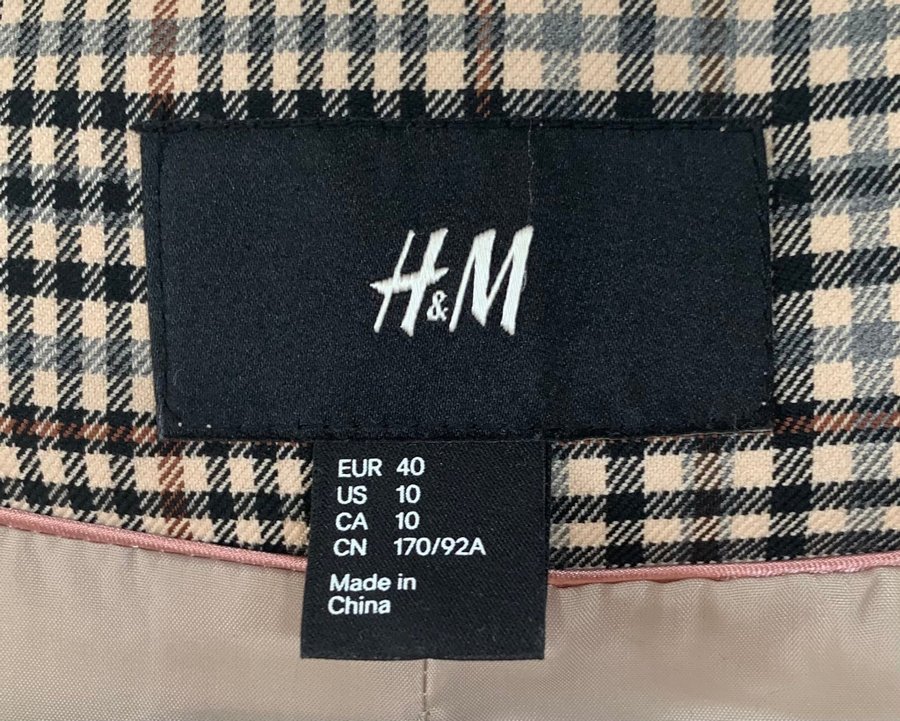 H&M
EUR 40
US 10
CA 10
CN 170/92A
Made in
China